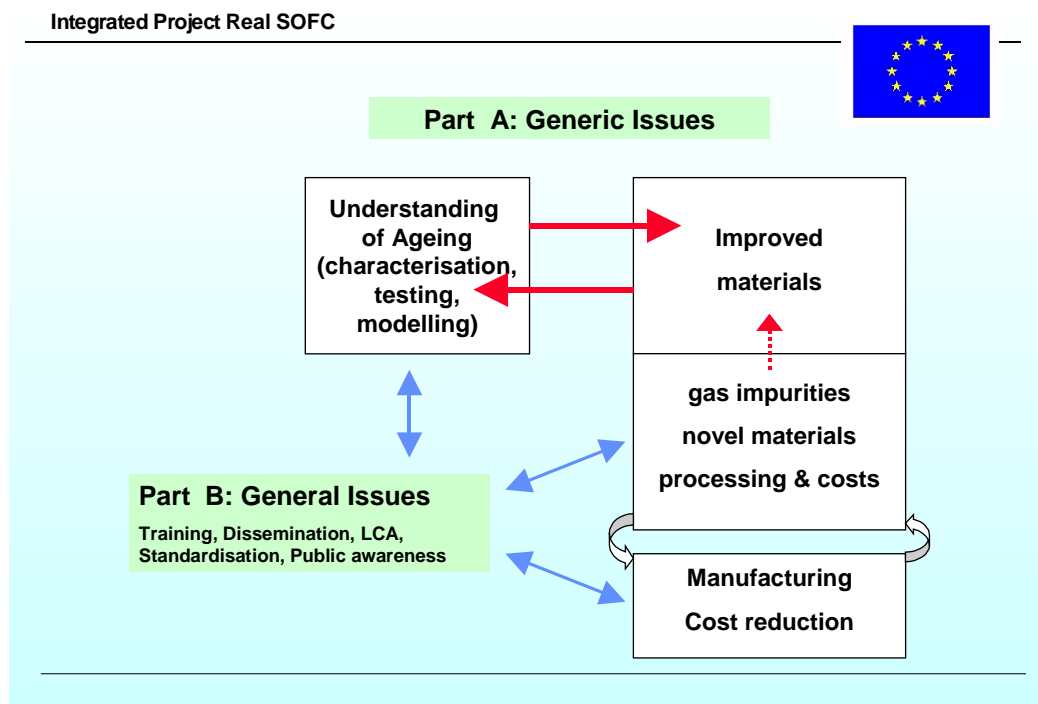 Integrated Project Real SOFC
Part A: Generic Issues
Understanding
of Ageing
(characterisation,
testing,
modelling)
Improved
materials
gas impurities
novel materials
processing & costs
Part B: General Issues
Training, Dissemination, LCA,
Standardisation, Public awareness
Manufacturing
Cost reduction